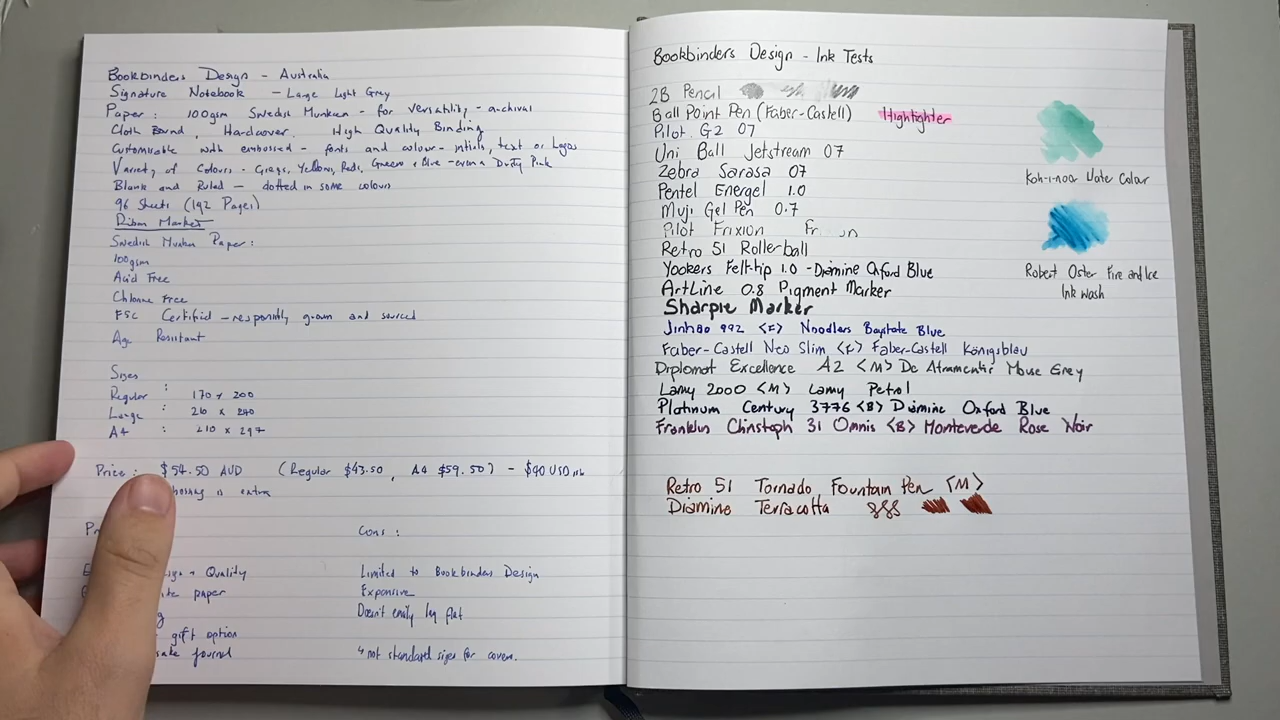 Bookbinders Design - Australia
Signature Notebook - Large Light Grey
Paper: 100gsm Swedish Munken - for versatility - archival
Cloth Bound, Hardcover. High Quality Binding
Customisable with embossed - fonts and colour - initials, text or Logos
Variety of Colours - Greys, Yellows, Reds, Greens + Blue - even a Dusty Pink
Blank and Ruled - dotted in some colours
96 Sheets (192 Pages)
Ribon Market
Swedish Munken Paper:
100gsm
Acid Free
Chlorine Free
FSC Certified - responsibly grown and sourced
Age Resistant
Sizes
Regular : 170 x 200
Large : 210 x 240
A4 : 210 x 297
Price: $54.50 AUD (Regular $43.50, A4 $59.50) - $40 USD
is extra
Cons:
+ Quality
paper
gift option
journal
Limited to Bookbinders Design
Expensive
Doesn't easily lay flat
not standard sizes for covers.
Bookbinders Design - Ink Tests
2B Pencil
Ball Point Pen (Faber-Castell) Highlighter
Pilot G2 07
Uni Ball Jetstream 07
Zebra Sarasa 07
Pentel Energel 1.0
Muji Gel Pen 0.7
Pilot Frixion
Retro 51 Rollerball
Yookers Felt-tip 1.0 - Diamine Oxford Blue
ArtLine 0.8 Pigment Marker
Sharpie Marker
Jinhao 992 <F> Noodlers Baystate Blue
Faber-Castell Neo Slim <F> Faber-Castell Königsblau
Diplomat Excellence A2 <M> De Atramentis Mouse Grey
Lamy 2000 <M> Lamy Petrol
Platinum Century 3776 <B> Diamine Oxford Blue
Franklin Christoph 31 Omnis <B> Monteverde Rose Noir
Retro 51 Tornado Fountain Pen <M>
Diamine Terracotta
Koh-i-noor Water Colour
Robert Oster Fire and Ice
Ink Wash